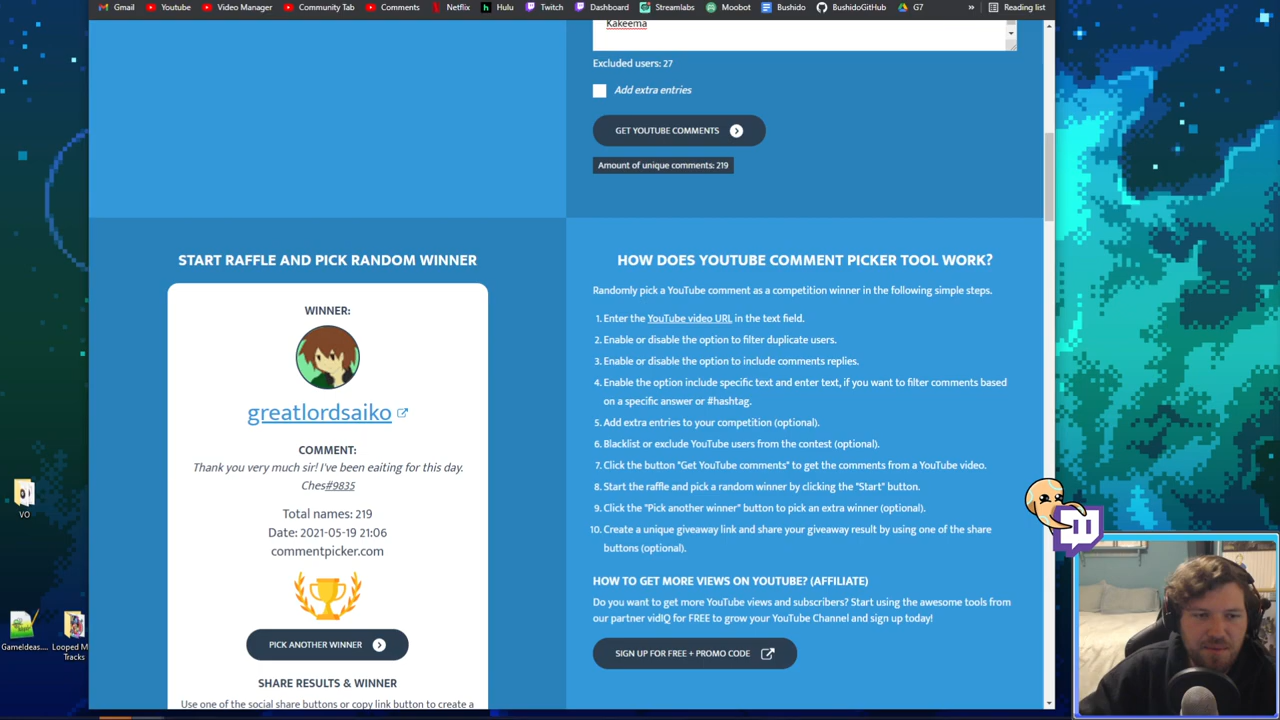 Gmail Youtube Video Manager Community Tab Comments Netflix Hulu Twitch Dashboard Streamlabs Moobot Bushido BushidoGitHub G7 » Reading list
Kakeema
Excluded users: 27
Add extra entries
GET YOUTUBE COMMENTS
Amount of unique comments: 219
START RAFFLE AND PICK RANDOM WINNER
WINNER:
greatlordsaiko
COMMENT:
Thank you very much sir! I've been eaiting for this day.
Ches#9835
Total names: 219
Date: 2021-05-19 21:06
commentpicker.com
PICK ANOTHER WINNER
SHARE RESULTS & WINNER
Use one of the social share buttons or copy link button to create a
HOW DOES YOUTUBE COMMENT PICKER TOOL WORK?
Randomly pick a YouTube comment as a competition winner in the following simple steps.
1. Enter the YouTube video URL in the text field.
2. Enable or disable the option to filter duplicate users.
3. Enable or disable the option to include comments replies.
4. Enable the option include specific text and enter text, if you want to filter comments based
on a specific answer or #hashtag.
5. Add extra entries to your competition (optional).
6. Blacklist or exclude YouTube users from the contest (optional).
7. Click the button "Get YouTube comments" to get the comments from a YouTube video.
8. Start the raffle and pick a random winner by clicking the "Start" button.
9. Click the "Pick another winner" button to pick an extra winner (optional).
10. Create a unique giveaway link and share your giveaway result by using one of the share
buttons (optional).
HOW TO GET MORE VIEWS ON YOUTUBE? (AFFILIATE)
Do you want to get more YouTube views and subscribers? Start using the awesome tools from
our partner vidIQ for FREE to grow your YouTube Channel and sign up today!
SIGN UP FOR FREE + PROMO CODE
VO
GameIdeas....
Looped M
Tracks